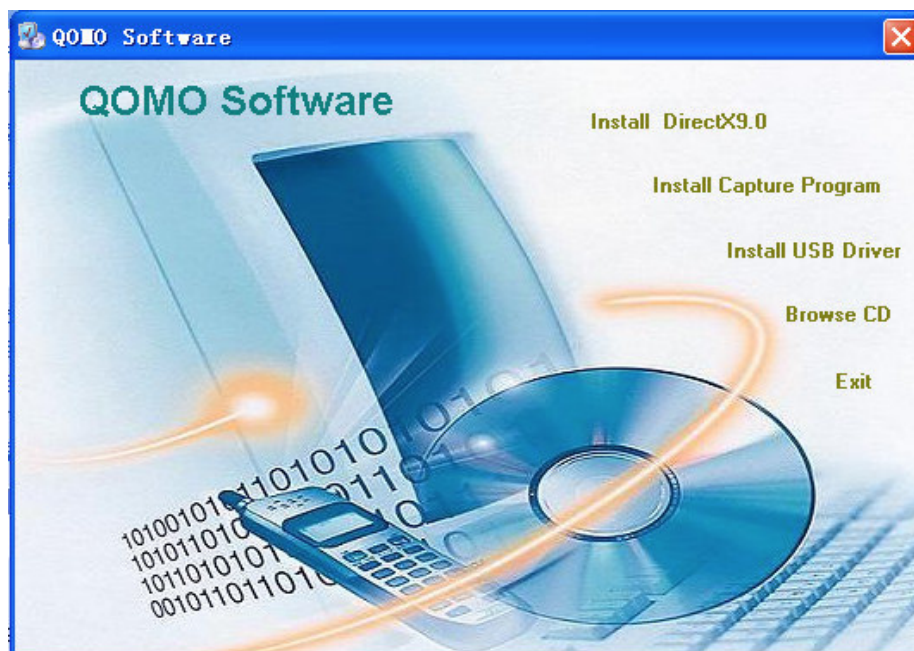 QOMO Software
QOMO Software
Install DirectX9.0
Install Capture Program
Install USB Driver
Browse CD
Exit